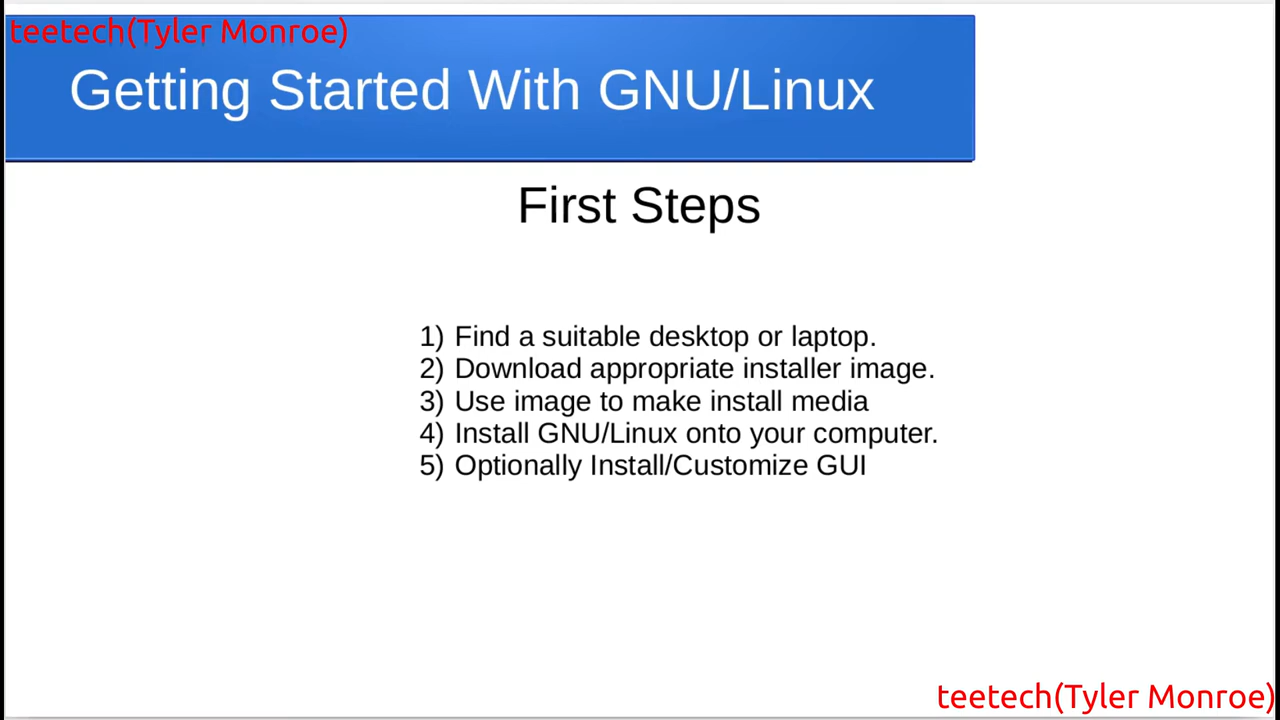 teetech(Tyler Monroe)
Getting Started With GNU/Linux
First Steps
1) Find a suitable desktop or laptop.
2) Download appropriate installer image.
3) Use image to make install media
4) Install GNU/Linux onto your computer.
5) Optionally Install/Customize GUI
teetech(Tyler Monroe)